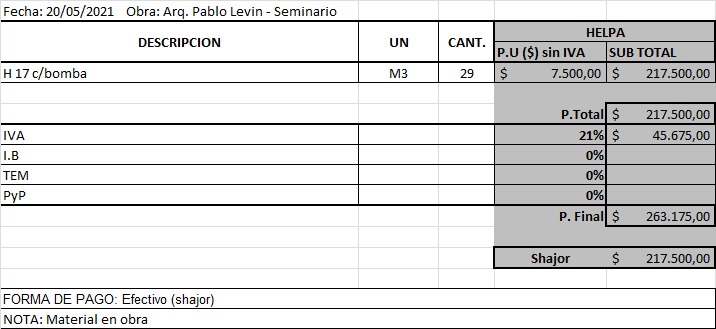 Fecha: 20/05/2021 Obra: Arq. Pablo Levin - Seminario
DESCRIPCION UN CANT. HELPA
P.U ($) sin IVA SUB TOTAL
H 17 c/bomba M3 29 $ 7.500,00 $ 217.500,00
P.Total $ 217.500,00
IVA 21% $ 45.675,00
I.B 0%
TEM 0%
PyP 0%
P. Final $ 263.175,00
Shajor $ 217.500,00
FORMA DE PAGO: Efectivo (shajor)
NOTA: Material en obra